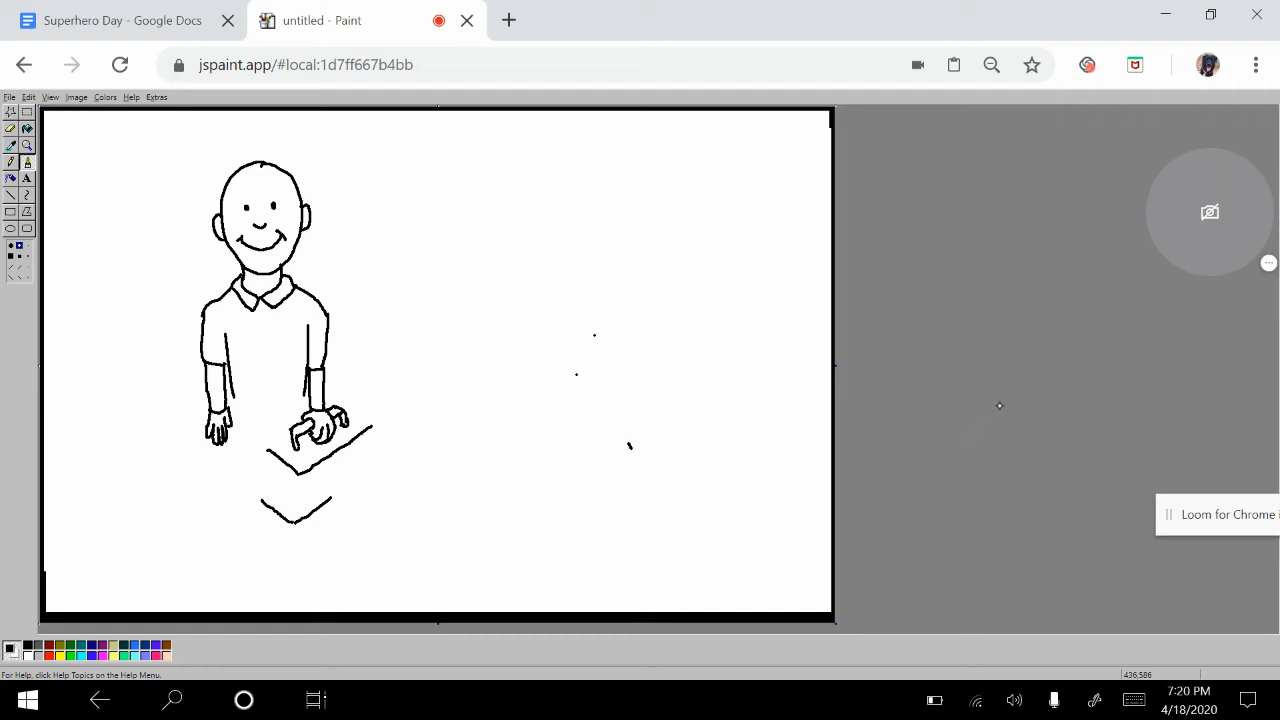 Superhero Day - Google Docs
untitled - Paint
jspaint.app/#local:1d7ff667b4bb
File Edit View Image Colors Help Extras
A
Loom for Chrome i
For Help, click Help Topics on the Help Menu.
436,586
7:20 PM
4/18/2020